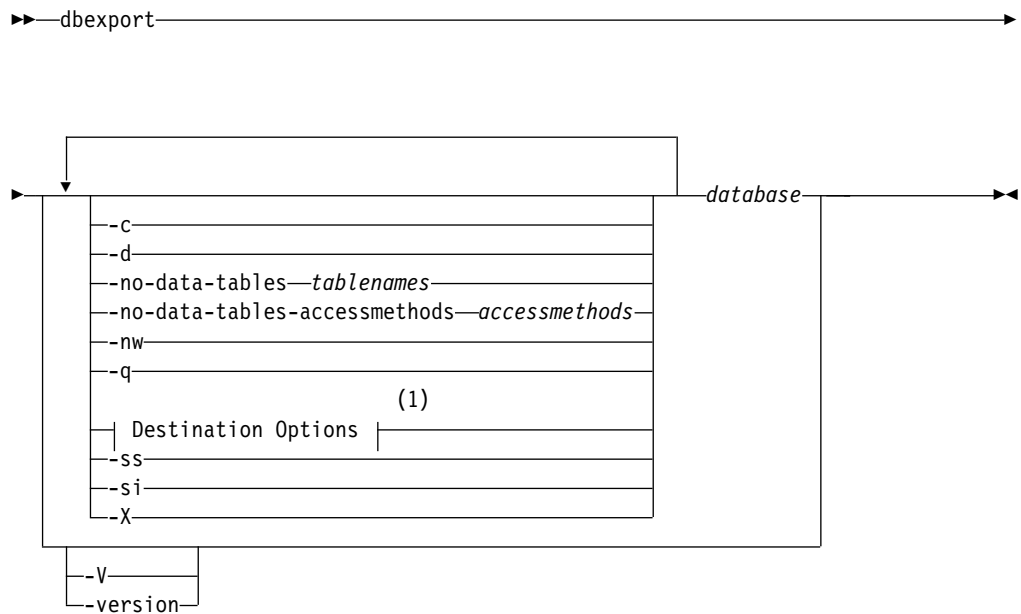 dbexport
database
-c
-d
-no-data-tables tablenames
-no-data-tables-accessmethods accessmethods
-nw
-q
(1)
Destination Options
-ss
-si
-X
-V
-version